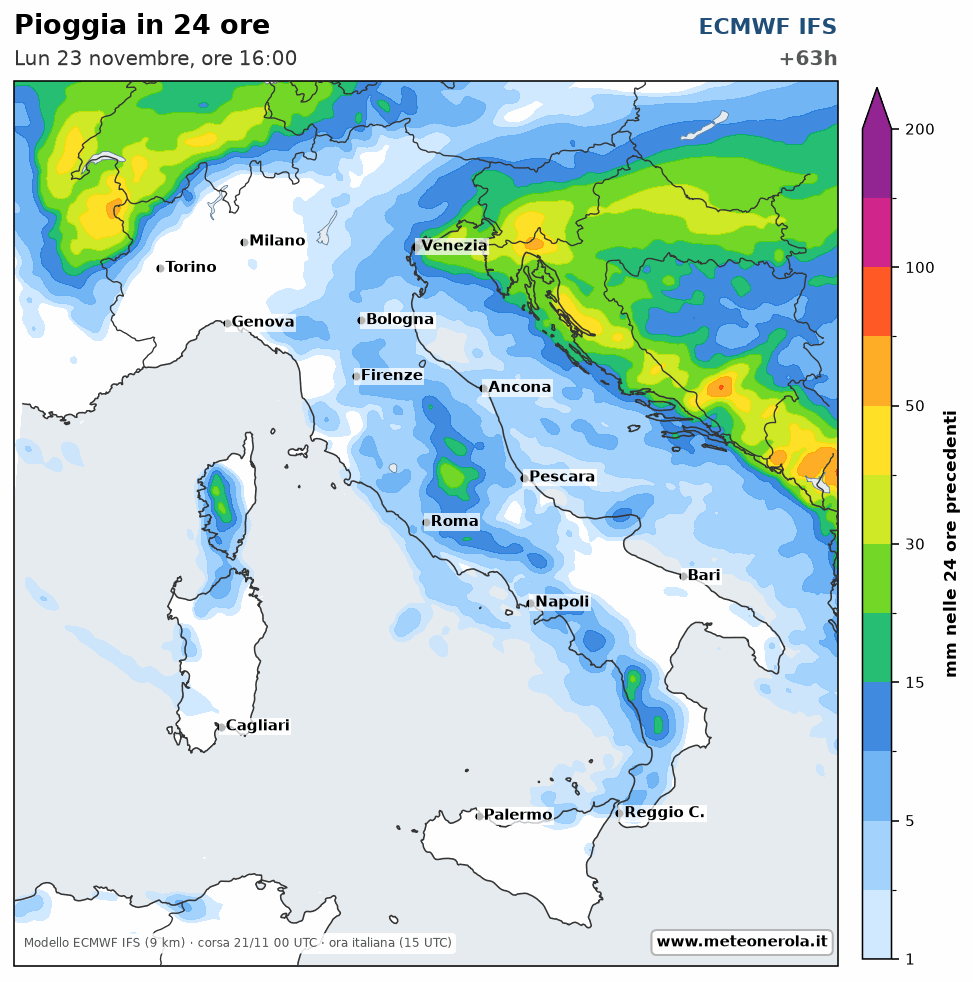 Pioggia in 24 ore
ECMWF IFS
Lun 23 novembre, ore 16:00
+63h
Milano
Venezia
Torino
Genova
Bologna
Firenze
Ancona
Pescara
Roma
Bari
Napoli
Cagliari
Palermo
Reggio C.
200
100
50
30
15
5
1
mm nelle 24 ore precedenti
Modello ECMWF IFS (9 km) · corsa 21/11 00 UTC · ora italiana (15 UTC)
www.meteonerola.it